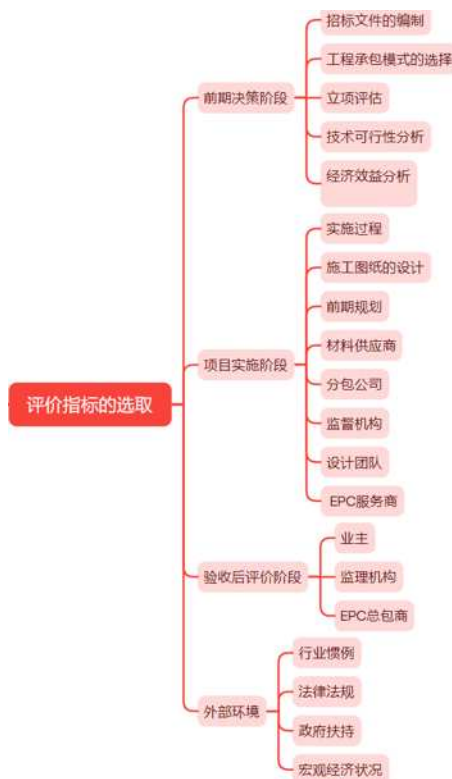 评价指标的选取
前期决策阶段
招标文件的编制
工程承包模式的选择
立项评估
技术可行性分析
经济效益分析
项目实施阶段
实施过程
施工图纸的设计
前期规划
材料供应商
分包公司
监督机构
设计团队
EPC服务商
验收后评价阶段
业主
监理机构
EPC总包商
外部环境
行业惯例
法律法规
政府扶持
宏观经济状况